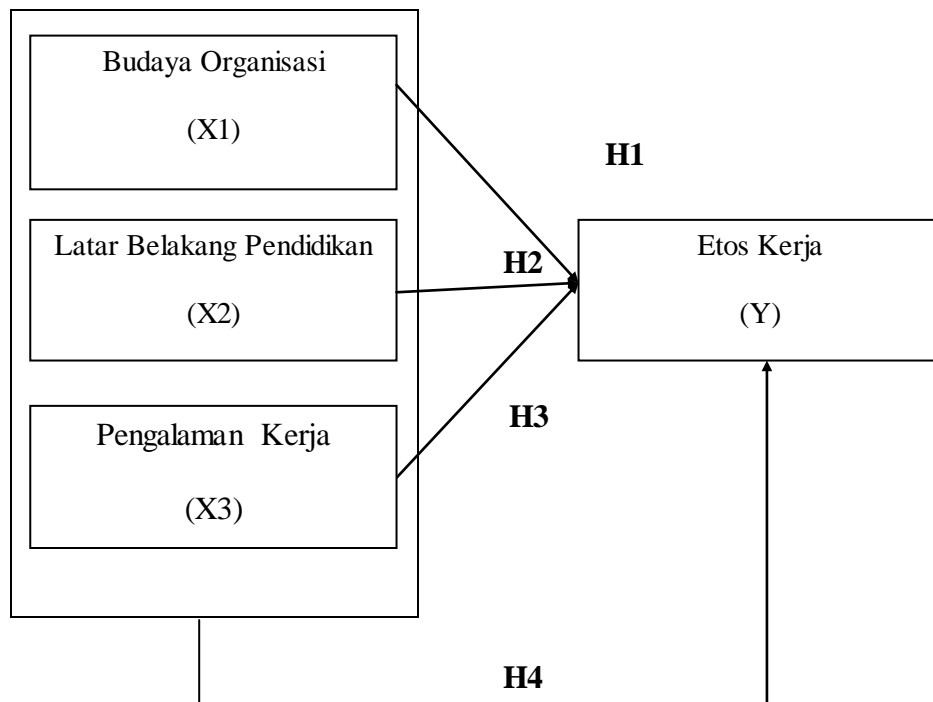 Budaya Organisasi
(X1)
H1
Latar Belakang Pendidikan
(X2)
H2
Etos Kerja
(Y)
Pengalaman Kerja
(X3)
H3
H4